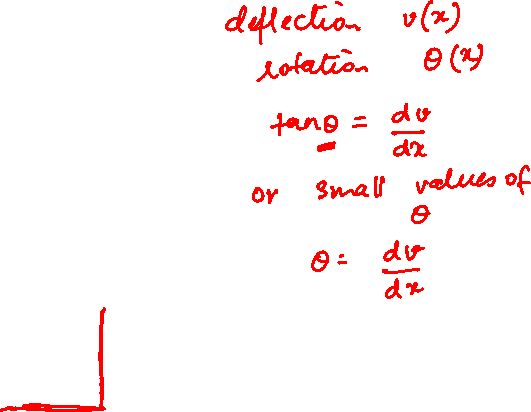 deflection v(x)
rotation θ(x)
tanθ = dv/dx
or small values of θ
θ = dv/dx